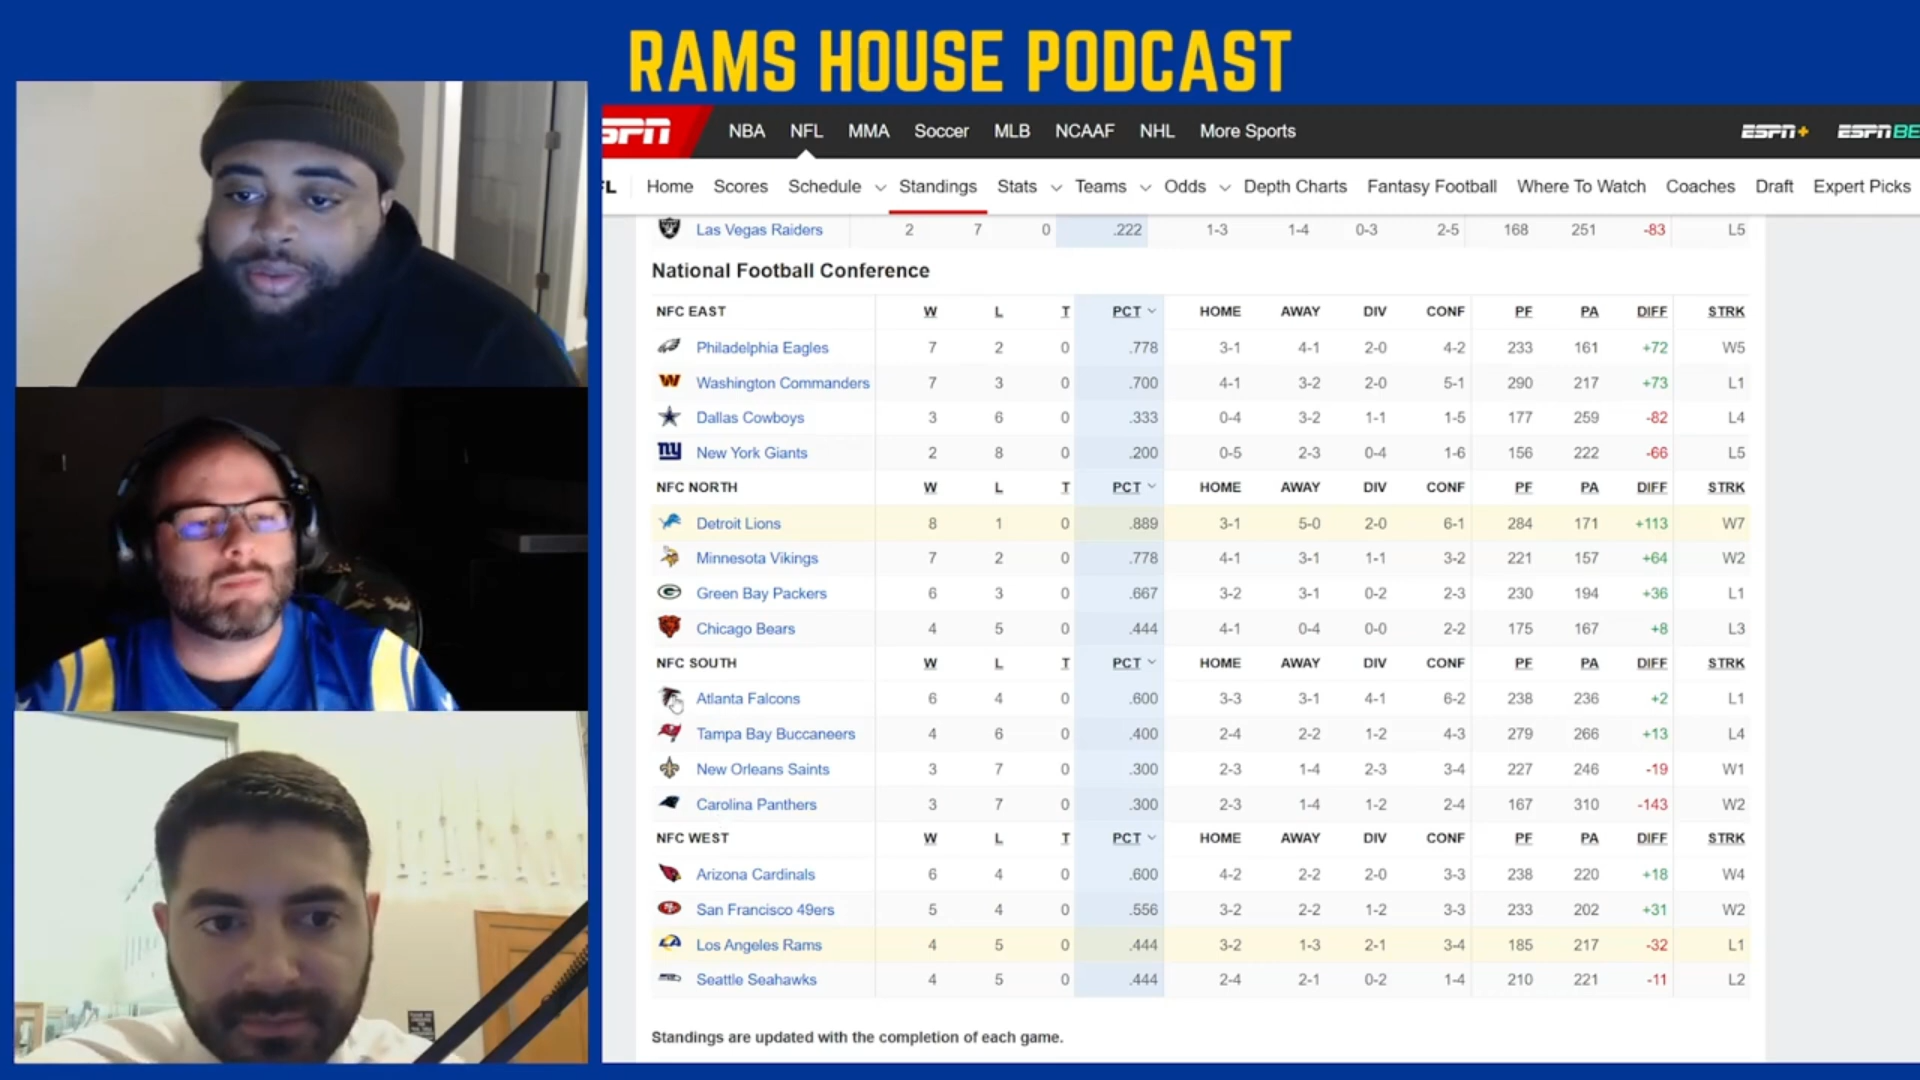 RAMS HOUSE PODCAST
NBA NFL MMA Soccer MLB NCAAF NHL More Sports ESPN+ ESPN BE
Home Scores Schedule Standings Stats Teams Odds Depth Charts Fantasy Football Where To Watch Coaches Draft Expert Picks
Las Vegas Raiders 2 7 0 .222 1-3 1-4 0-3 2-5 168 251 -83 L5
National Football Conference
NFC EAST W L T PCT HOME AWAY DIV CONF PF PA DIFF STRK
Philadelphia Eagles 7 2 0 .778 3-1 4-1 2-0 4-2 233 161 +72 W5
Washington Commanders 7 3 0 .700 4-1 3-2 2-0 5-1 290 217 +73 L1
Dallas Cowboys 3 6 0 .333 0-4 3-2 1-1 1-5 177 259 -82 L4
New York Giants 2 8 0 .200 0-5 2-3 0-4 1-6 156 222 -66 L5
NFC NORTH W L T PCT HOME AWAY DIV CONF PF PA DIFF STRK
Detroit Lions 8 1 0 .889 3-1 5-0 2-0 6-1 284 171 +113 W7
Minnesota Vikings 7 2 0 .778 4-1 3-1 1-1 3-2 221 157 +64 W2
Green Bay Packers 6 3 0 .667 3-2 3-1 0-2 2-3 230 194 +36 L1
Chicago Bears 4 5 0 .444 4-1 0-4 0-0 2-2 175 167 +8 L3
NFC SOUTH W L T PCT HOME AWAY DIV CONF PF PA DIFF STRK
Atlanta Falcons 6 4 0 .600 3-3 3-1 4-1 6-2 238 236 +2 L1
Tampa Bay Buccaneers 4 6 0 .400 2-4 2-2 1-2 4-3 279 266 +13 L4
New Orleans Saints 3 7 0 .300 2-3 1-4 2-3 3-4 227 246 -19 W1
Carolina Panthers 3 7 0 .300 2-3 1-4 1-2 2-4 167 310 -143 W2
NFC WEST W L T PCT HOME AWAY DIV CONF PF PA DIFF STRK
Arizona Cardinals 6 4 0 .600 4-2 2-2 2-0 3-3 238 220 +18 W4
San Francisco 49ers 5 4 0 .556 3-2 2-2 1-2 3-3 233 202 +31 W2
Los Angeles Rams 4 5 0 .444 3-2 1-3 2-1 3-4 185 217 -32 L1
Seattle Seahawks 4 5 0 .444 2-4 2-1 0-2 1-4 210 221 -11 L2
Standings are updated with the completion of each game.